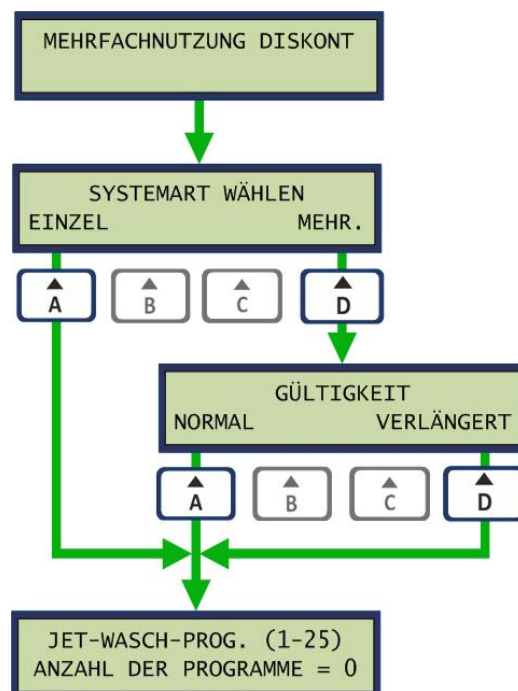 MEHRFACHNUTZUNG DISKONT
SYSTEMART WÄHLEN
EINZEL MEHR.
A B C D
GÜLTIGKEIT
NORMAL VERLÄNGERT
A B C D
JET-WASCH-PROG. (1-25)
ANZAHL DER PROGRAMME = 0